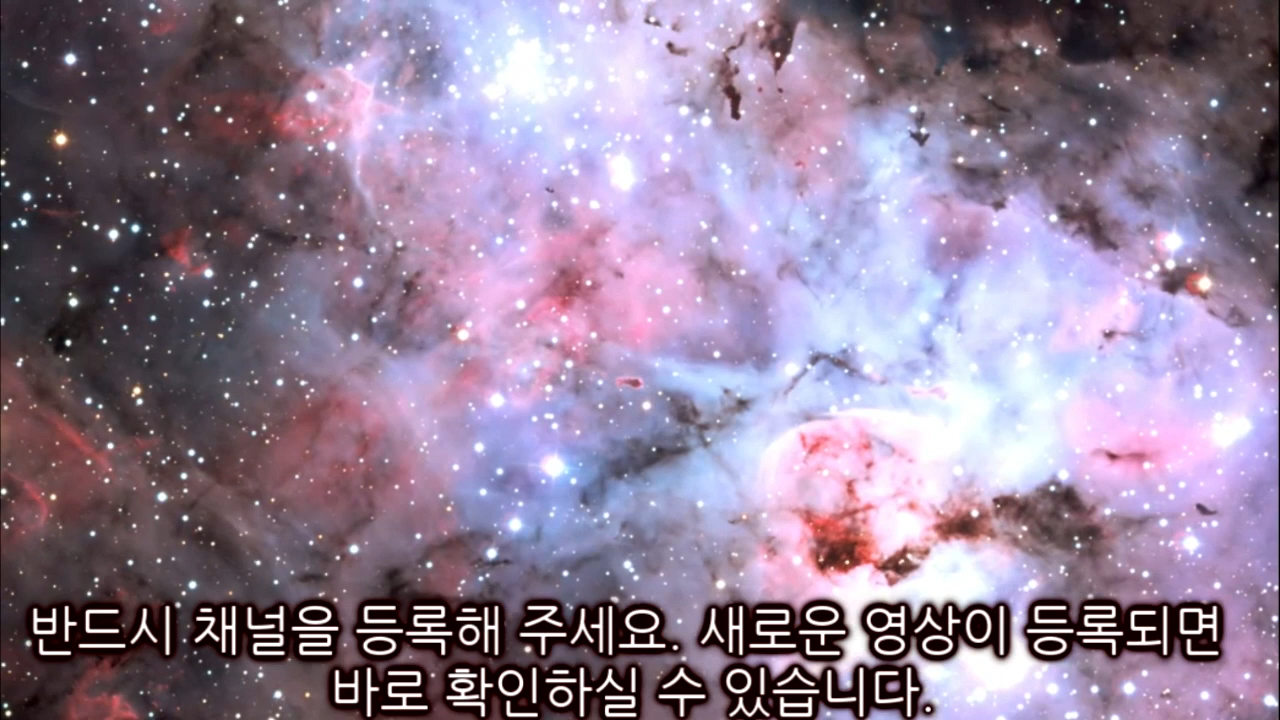 반드시 채널을 등록해 주세요. 새로운 영상이 등록되면
바로 확인하실 수 있습니다.